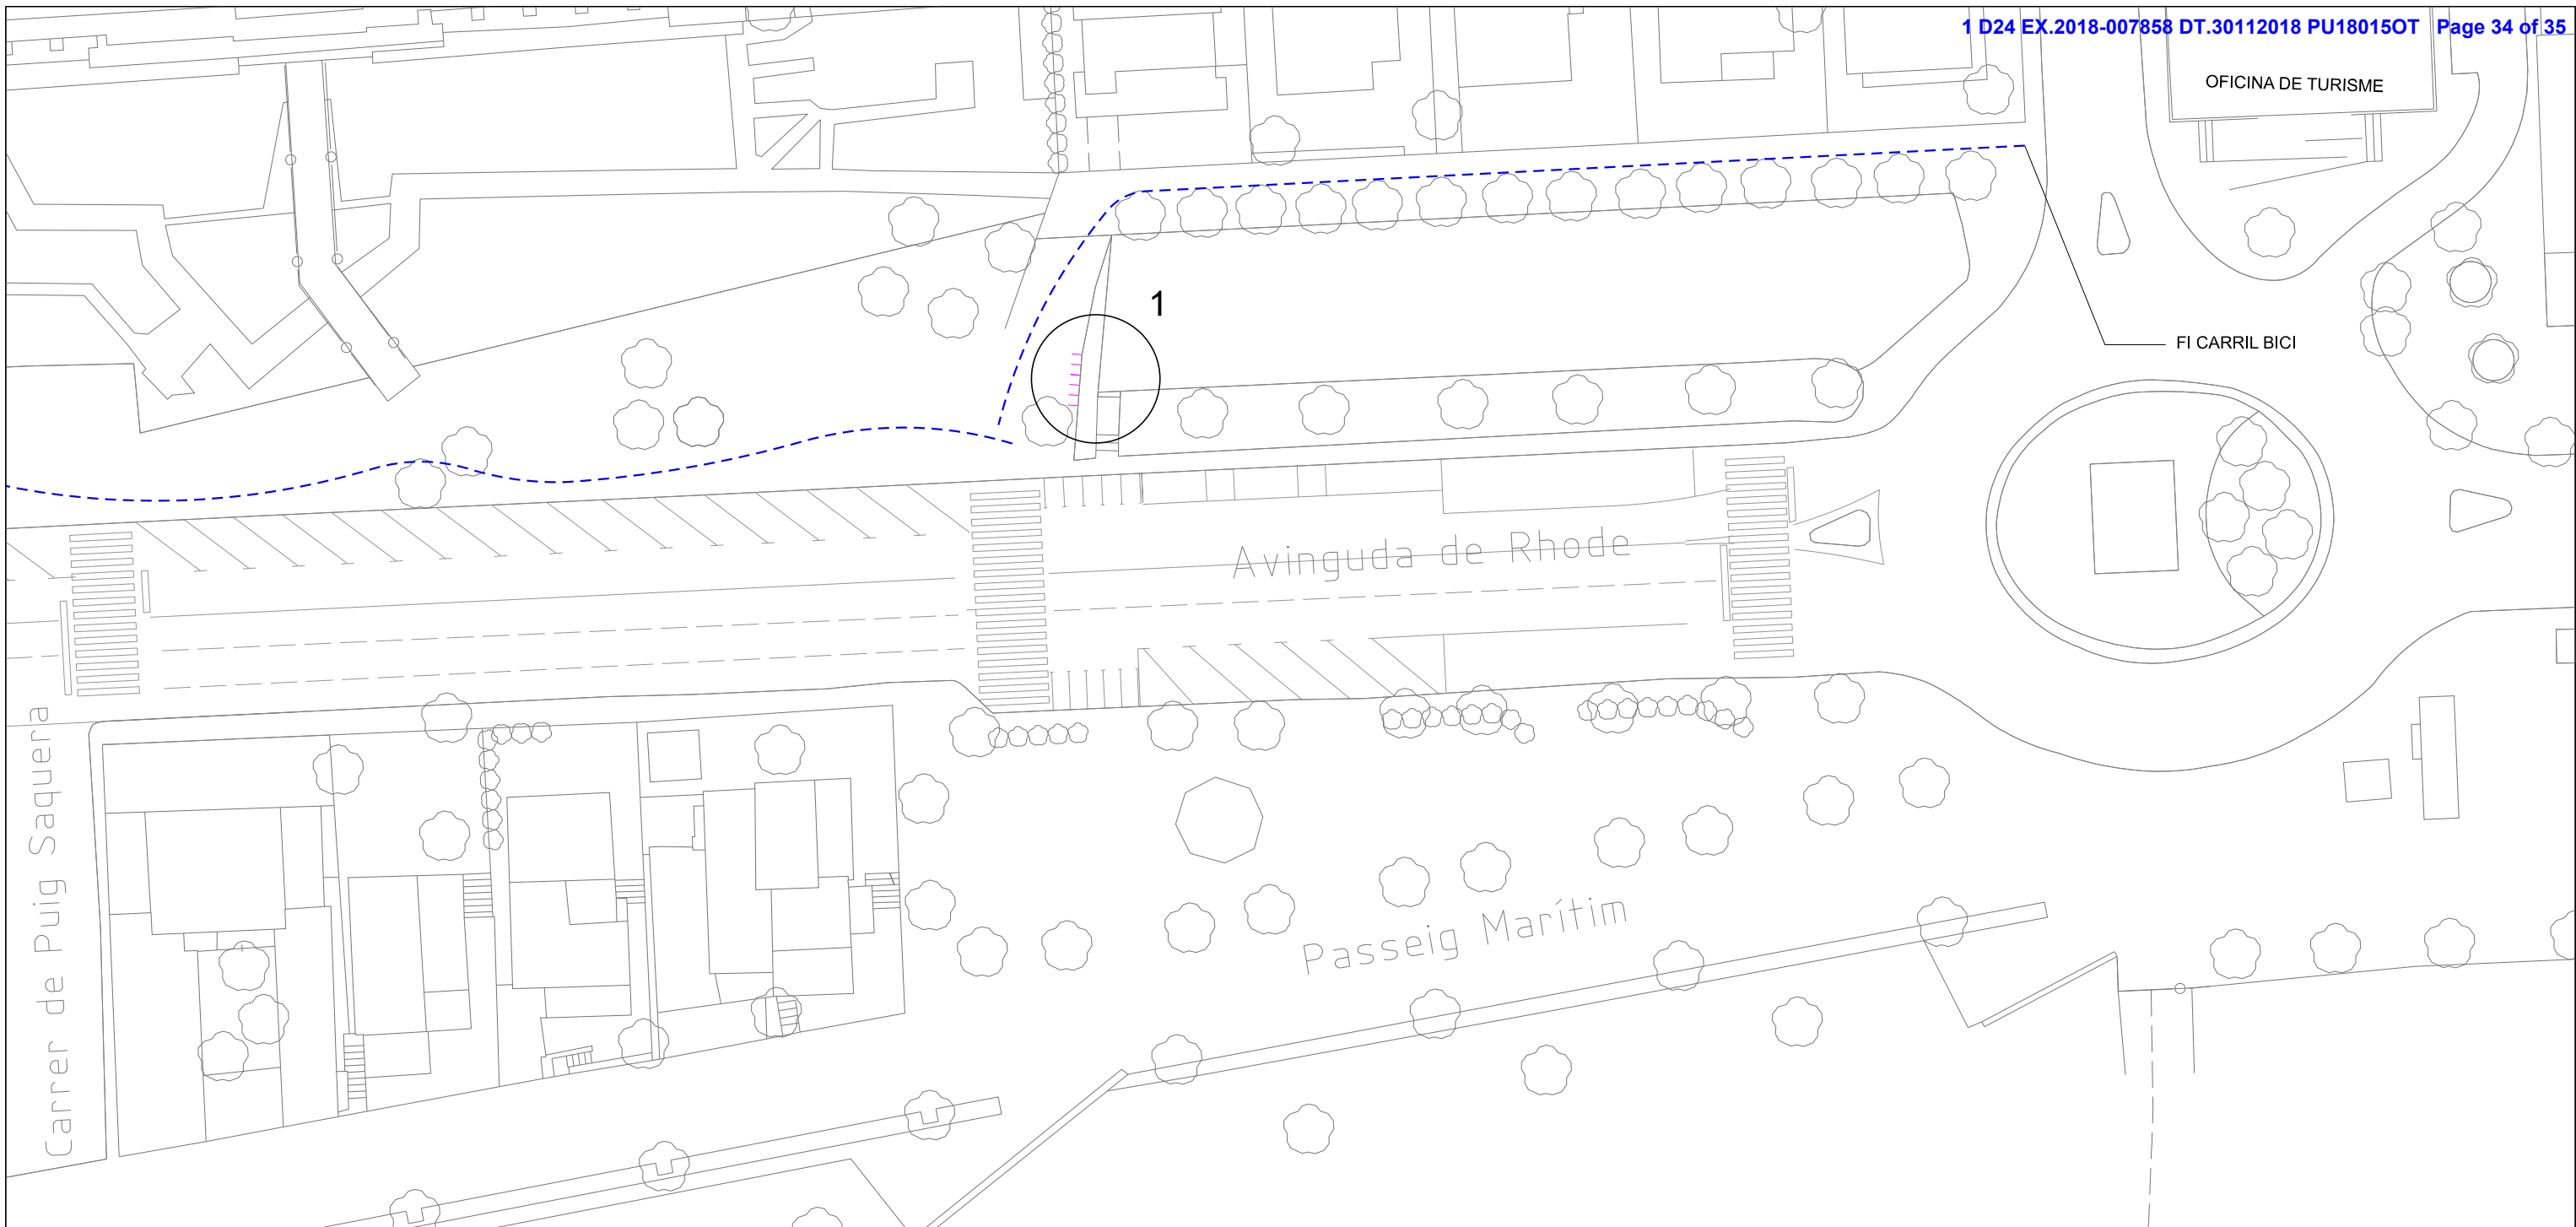 1 D24 EX.2018-007858 DT.30112018 PU18015OT Page 34 of 35
OFICINA DE TURISME
1
FI CARRIL BICI
Avinguda de Rhode
Carrer de Puig Saquera
Passeig Marítim